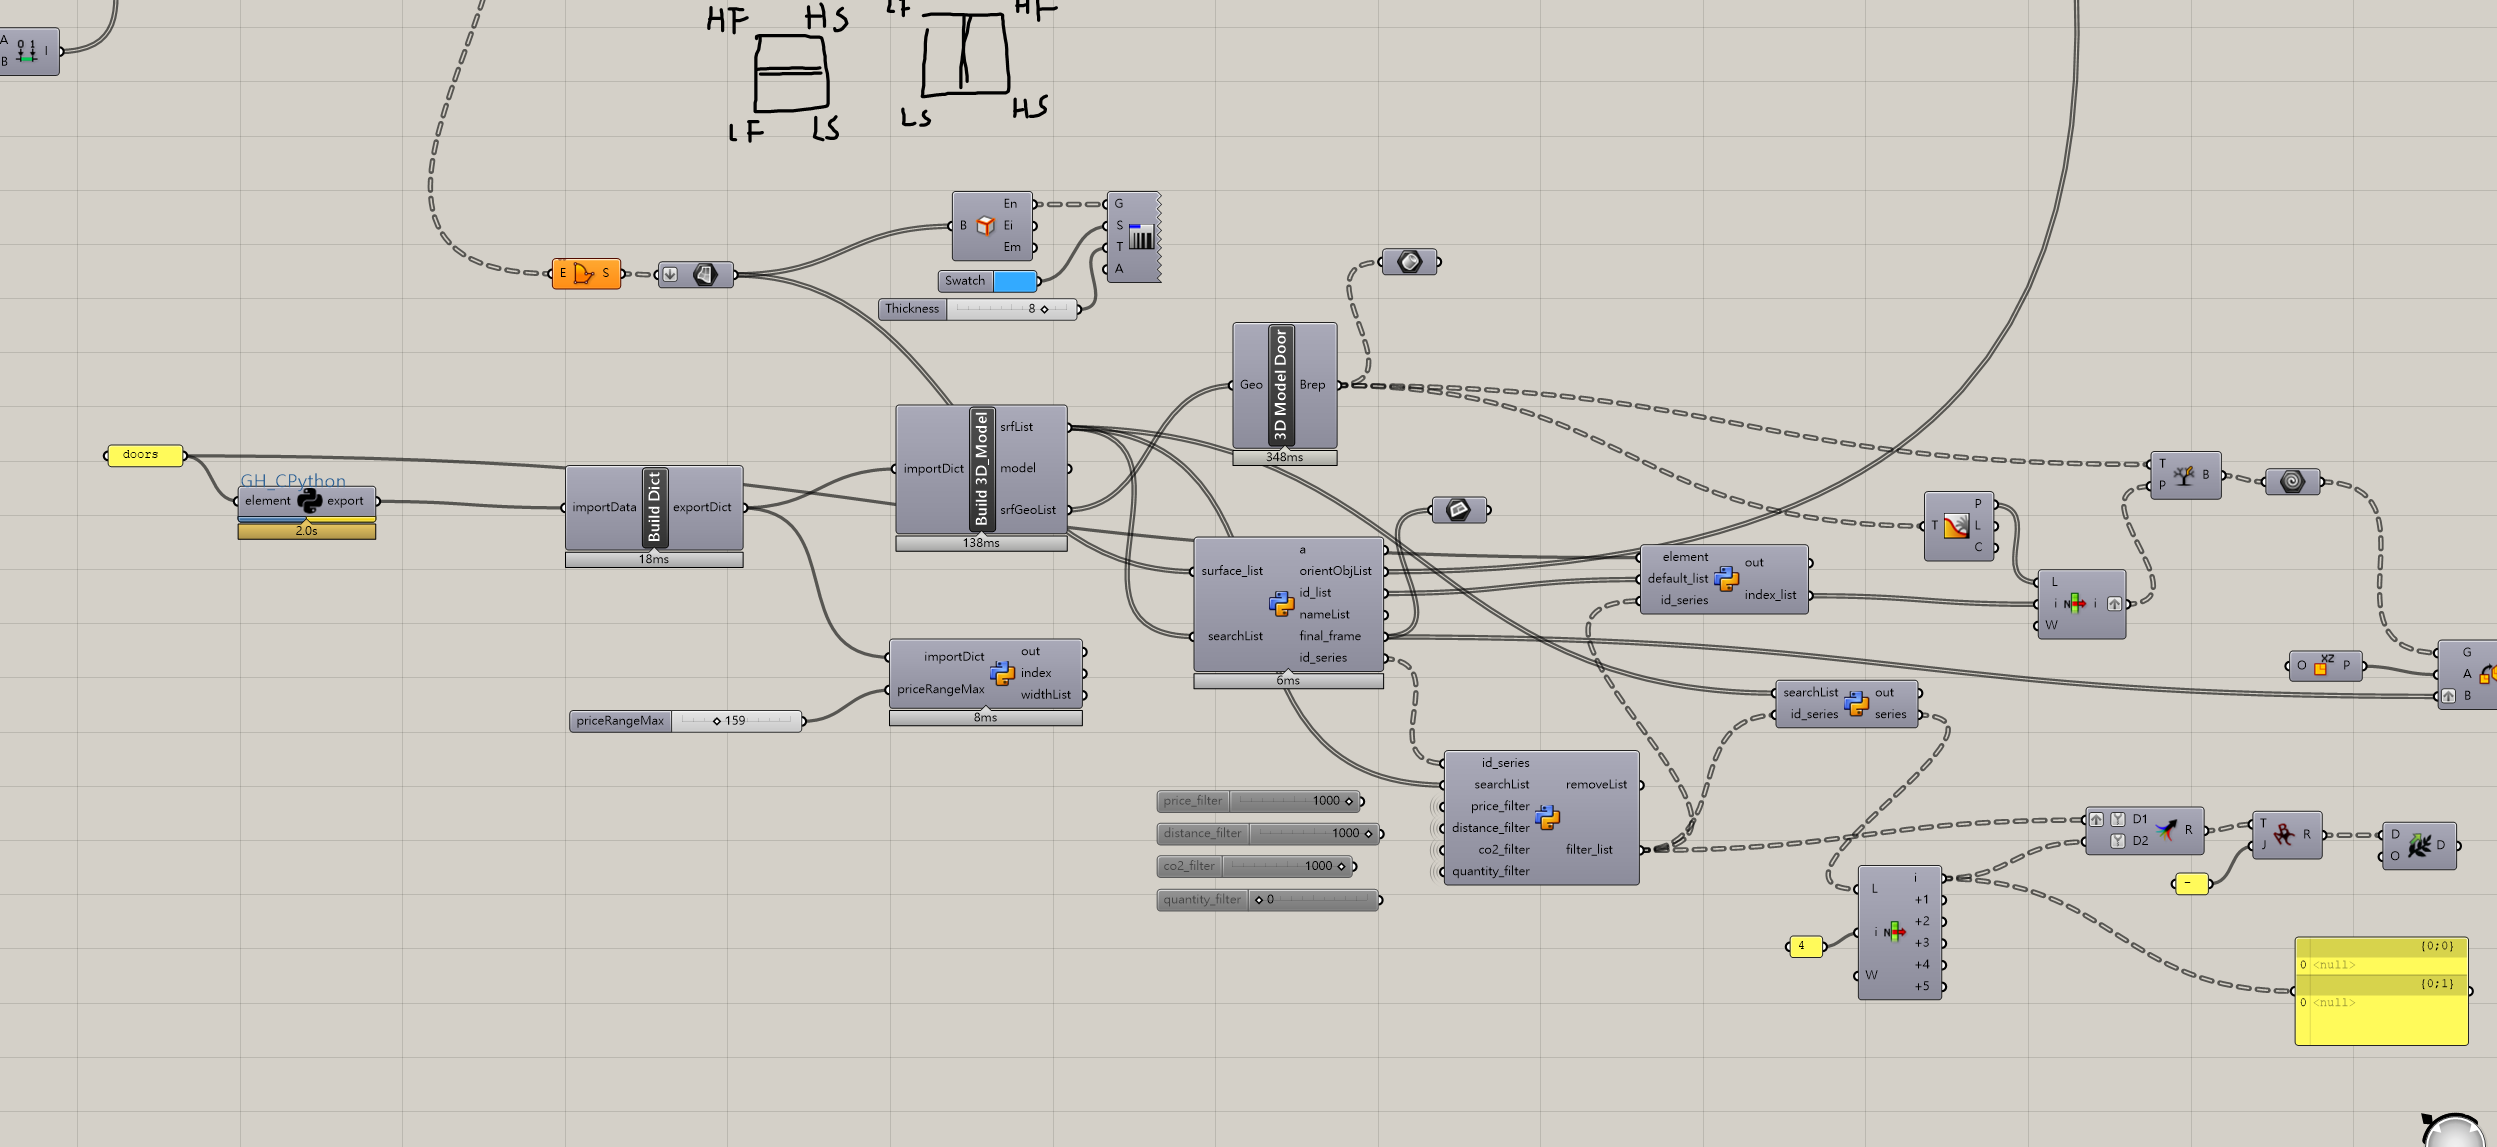 HF HS
LF HF
LF LS
LS HS
A 0 1 I
B
En G
B Ei S
Em T
A
Swatch
E S
Thickness 8
3D Model Door
Geo Brep
348ms
doors
GH_CPython
element export
2.0s
Build Dict
importData exportDict
18ms
Build 3D_Model
srfList
importDict model
srfGeoList
138ms
a
surface_list orientObjList
id_list
nameList
searchList final_frame
id_series
6ms
element out
default_list
id_series index_list
T P
L
C
T B
P
L
i N i
W
O XZ P
G
A
B
importDict out
index
priceRangeMax widthList
8ms
priceRangeMax 159
searchList out
id_series series
id_series
searchList removeList
price_filter
distance_filter
co2_filter filter_list
quantity_filter
price_filter 1000
distance_filter 1000
co2_filter 1000
quantity_filter 0
D1 R
D2
T R
J
D D
O
-
L i
+1
+2
i N +3
+4
W +5
4
{0;0}
0 <null>
{0;1}
0 <null>